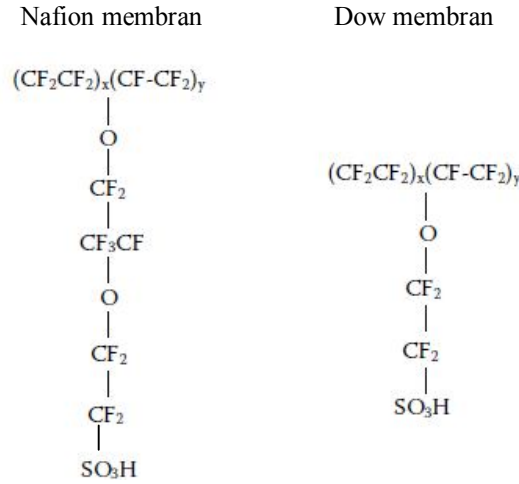 Nafion membran
Dow membran
(CF₂CF₂)ₓ(CF-CF₂)ᵧ
O
CF₂
CF₃CF
O
CF₂
CF₂
SO₃H
(CF₂CF₂)ₓ(CF-CF₂)ᵧ
O
CF₂
CF₂
SO₃H